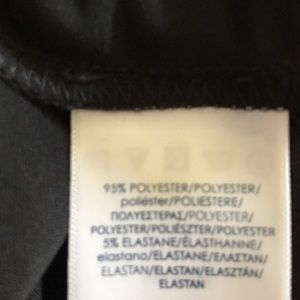 95% POLYESTER/POLYESTER/
poliéster/POLIESTERE/
ΠΟΛΥΕΣΤΕΡΑΣ/POLYESTER/
POLYESTER/POLIÉSZTER/POLYESTER
5% ELASTANE/ÉLASTHANNE/
elastano/ELASTANE/ΕΛΑΣΤΑΝ/
ELASTAN/ELASTAN/ELASZTÁN/
ELASTAN